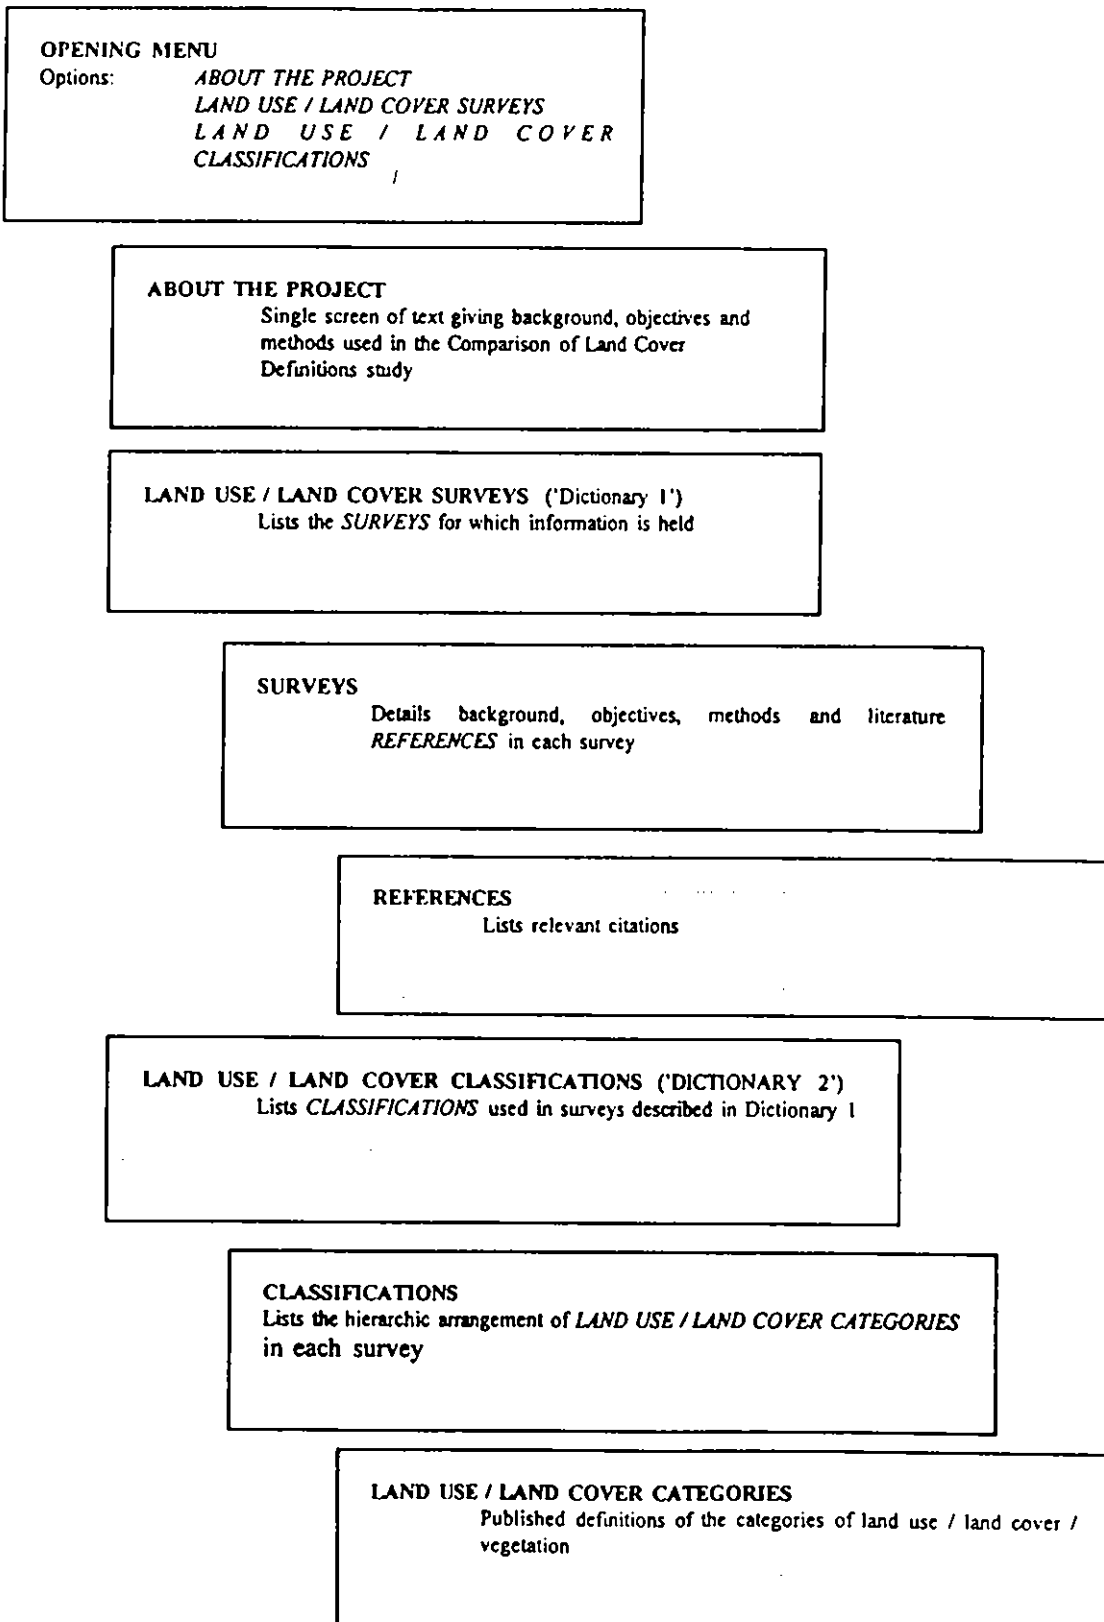 OPENING MENU
Options: ABOUT THE PROJECT
LAND USE / LAND COVER SURVEYS
LAND USE / LAND COVER
CLASSIFICATIONS
ABOUT THE PROJECT
Single screen of text giving background, objectives and
methods used in the Comparison of Land Cover
Definitions study
LAND USE / LAND COVER SURVEYS ('Dictionary 1')
Lists the SURVEYS for which information is held
SURVEYS
Details background, objectives, methods and literature
REFERENCES in each survey
REFERENCES
Lists relevant citations
LAND USE / LAND COVER CLASSIFICATIONS ('DICTIONARY 2')
Lists CLASSIFICATIONS used in surveys described in Dictionary 1
CLASSIFICATIONS
Lists the hierarchic arrangement of LAND USE / LAND COVER CATEGORIES
in each survey
LAND USE / LAND COVER CATEGORIES
Published definitions of the categories of land use / land cover /
vegetation